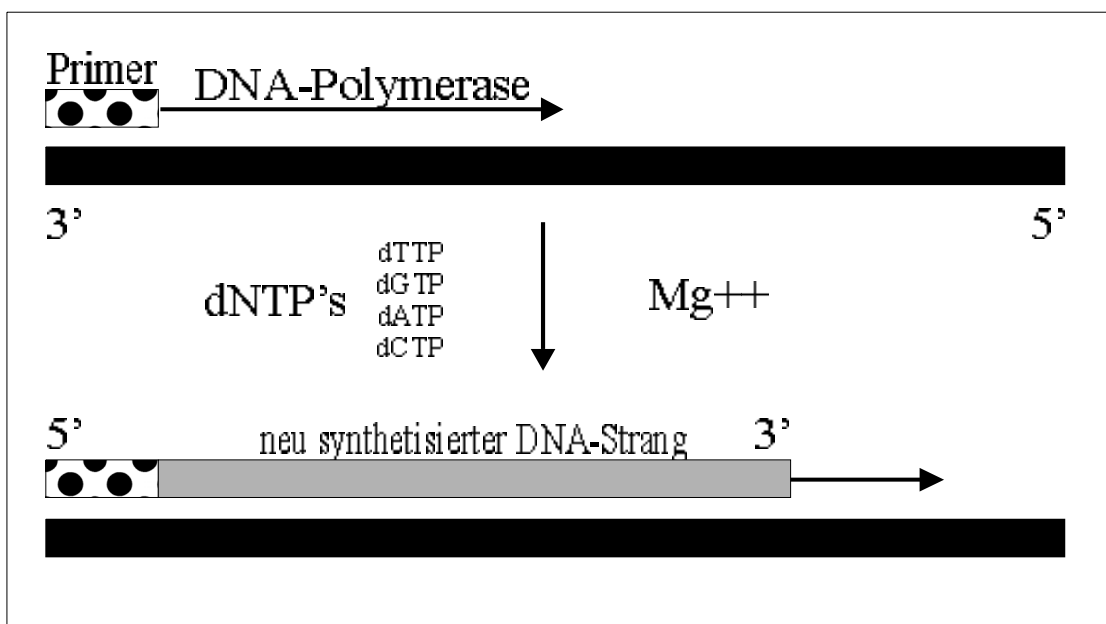 Primer
DNA-Polymerase
3’ 5’
dNTP’s
dTTP
dGTP
dATP
dCTP
Mg++
5’ neu synthetisierter DNA-Strang 3’